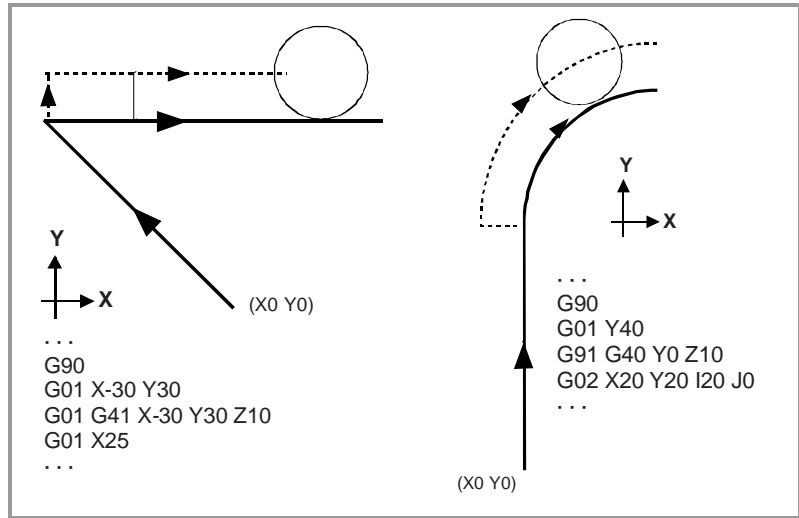 (X0 Y0)
Y
X
. . .
G90
G01 X-30 Y30
G01 G41 X-30 Y30 Z10
G01 X25
. . .
Y
X
. . .
G90
G01 Y40
G91 G40 Y0 Z10
G02 X20 Y20 I20 J0
. . .
(X0 Y0)